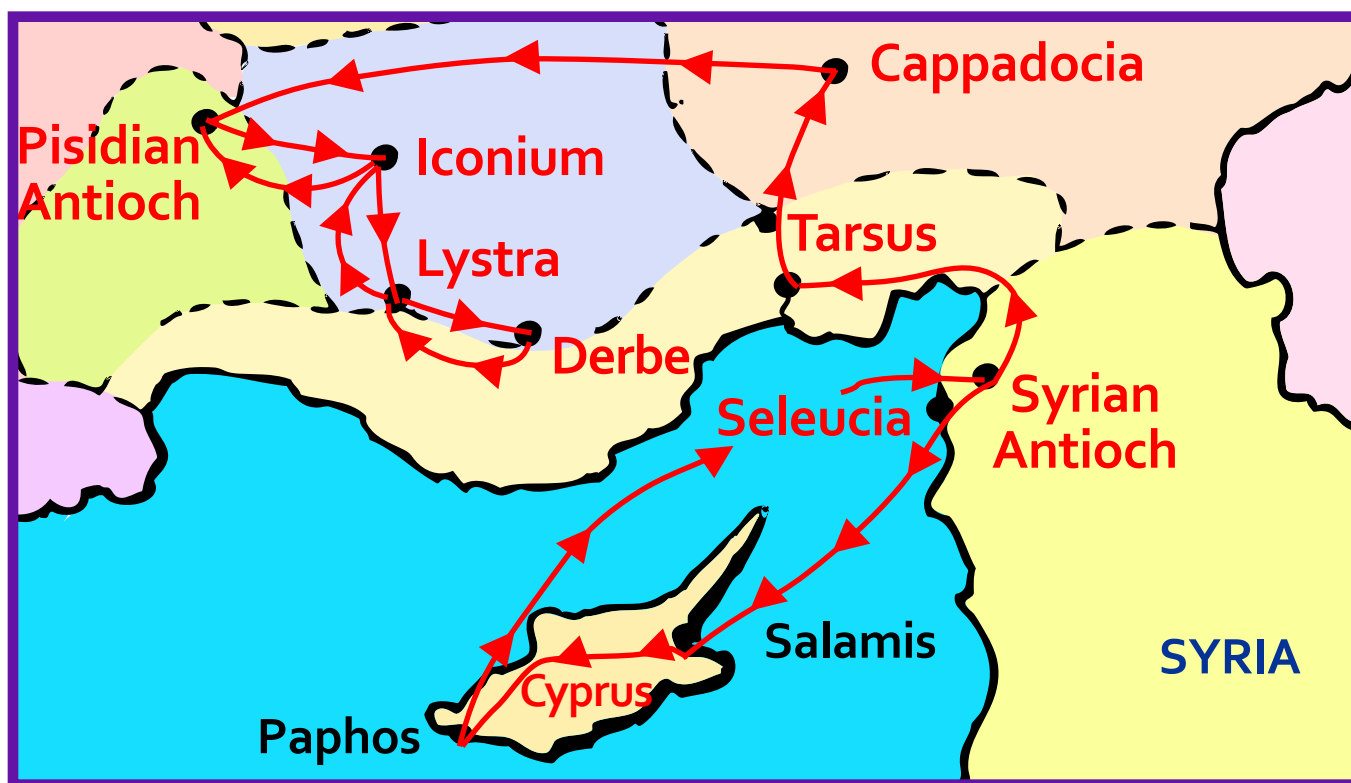 Cappadocia
Pisidian
Antioch
Iconium
Tarsus
Lystra
Derbe
Seleucia
Syrian
Antioch
Salamis
SYRIA
Cyprus
Paphos